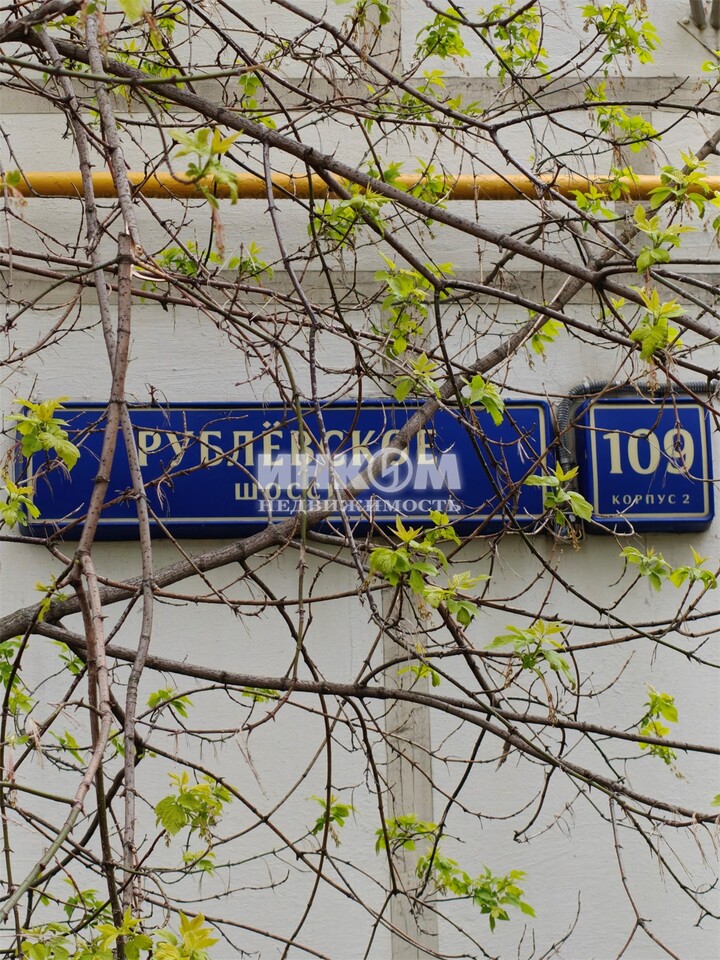 РУБЛЁВСКОЕ
ШОССЕ
109
КОРПУС 2
ИНКОМ
НЕДВИЖИМОСТЬ